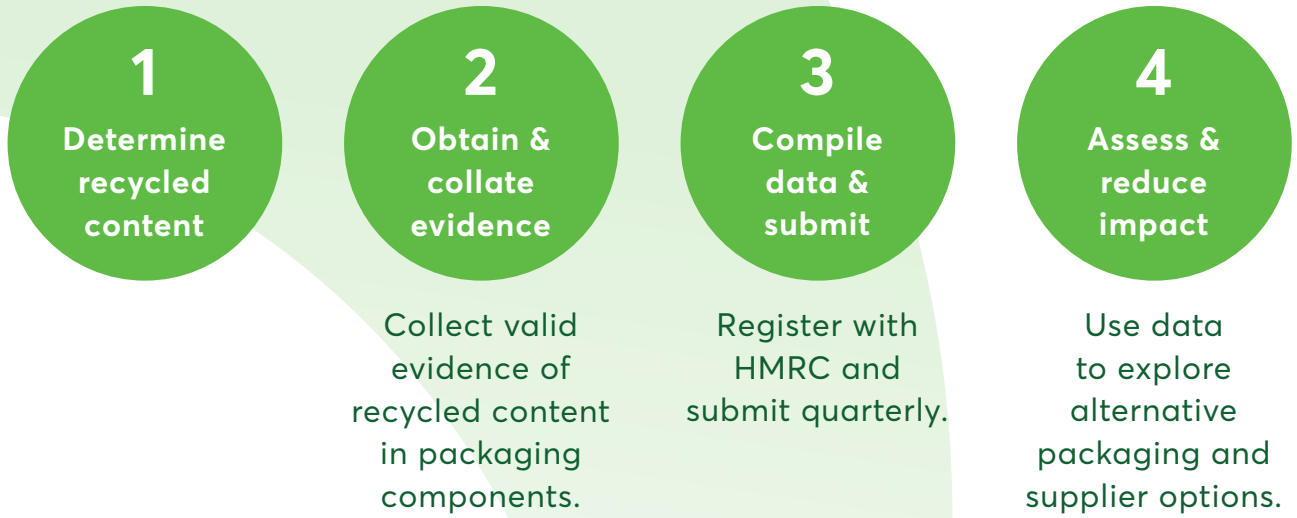 1
Determine
recycled
content
2
Obtain &
collate
evidence
Collect valid
evidence of
recycled content
in packaging
components.
3
Compile
data &
submit
Register with
HMRC and
submit quarterly.
4
Assess &
reduce
impact
Use data
to explore
alternative
packaging and
supplier options.